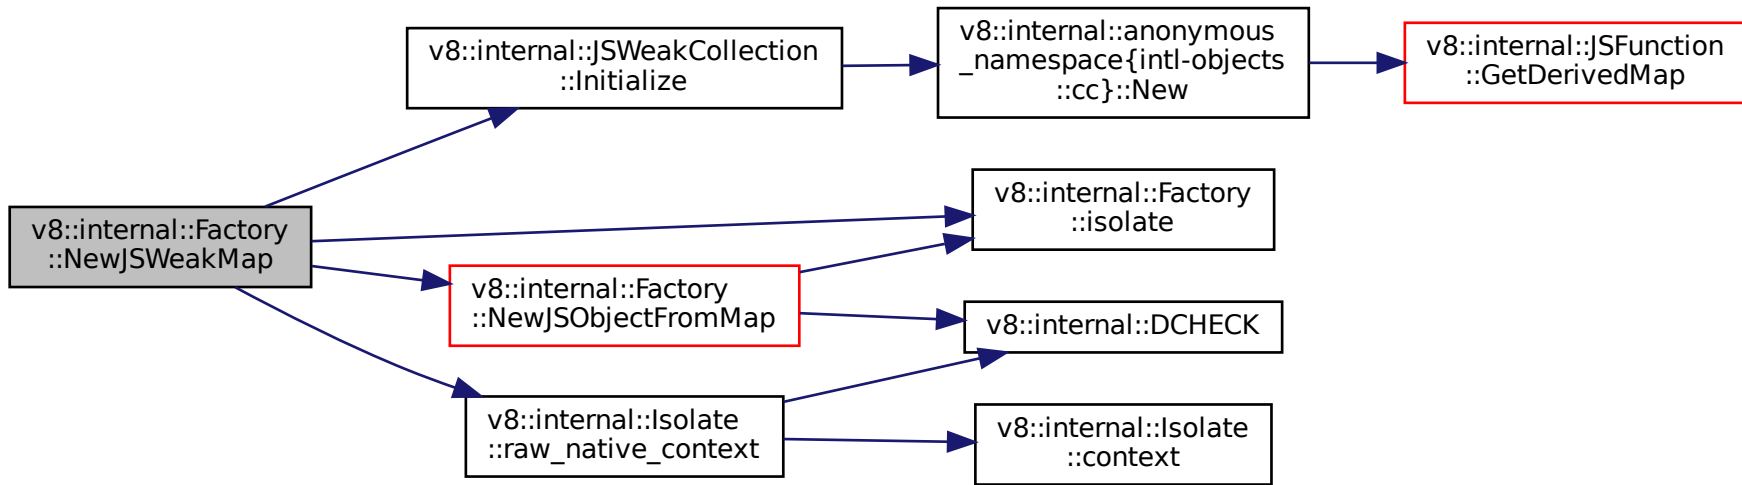 v8::internal::Factory
::NewJSWeakMap
v8::internal::JSWeakCollection
::Initialize
v8::internal::anonymous
_namespace{intl-objects
::cc}::New
v8::internal::JSFunction
::GetDerivedMap
v8::internal::Factory
::isolate
v8::internal::Factory
::NewJSObjectFromMap
v8::internal::DCHECK
v8::internal::Isolate
::raw_native_context
v8::internal::Isolate
::context